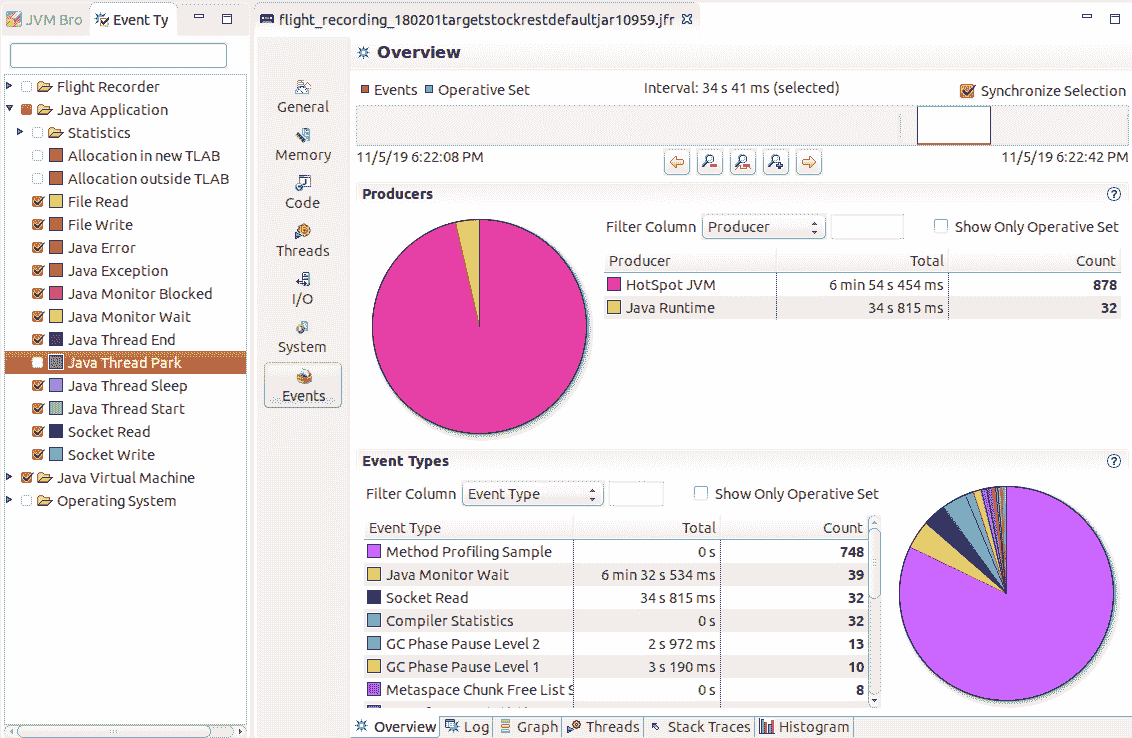 JVM Bro
Event Ty
Flight Recorder
Java Application
Statistics
Allocation in new TLAB
Allocation outside TLAB
File Read
File Write
Java Error
Java Exception
Java Monitor Blocked
Java Monitor Wait
Java Thread End
Java Thread Park
Java Thread Sleep
Java Thread Start
Socket Read
Socket Write
Java Virtual Machine
Operating System
flight_recording_180201targetstockrestdefaultjar10959.jfr
General
Memory
Code
Threads
I/O
System
Events
Overview
Events Operative Set Interval: 34 s 41 ms (selected) Synchronize Selection
11/5/19 6:22:08 PM 11/5/19 6:22:42 PM
Producers
Filter Column Producer Show Only Operative Set
Producer Total Count
HotSpot JVM 6 min 54 s 454 ms 878
Java Runtime 34 s 815 ms 32
Event Types
Filter Column Event Type Show Only Operative Set
Event Type Total Count
Method Profiling Sample 0 s 748
Java Monitor Wait 6 min 32 s 534 ms 39
Socket Read 34 s 815 ms 32
Compiler Statistics 0 s 32
GC Phase Pause Level 2 2 s 972 ms 13
GC Phase Pause Level 1 3 s 190 ms 10
Metaspace Chunk Free List S 0 s 8
Overview Log Graph Threads Stack Traces Histogram